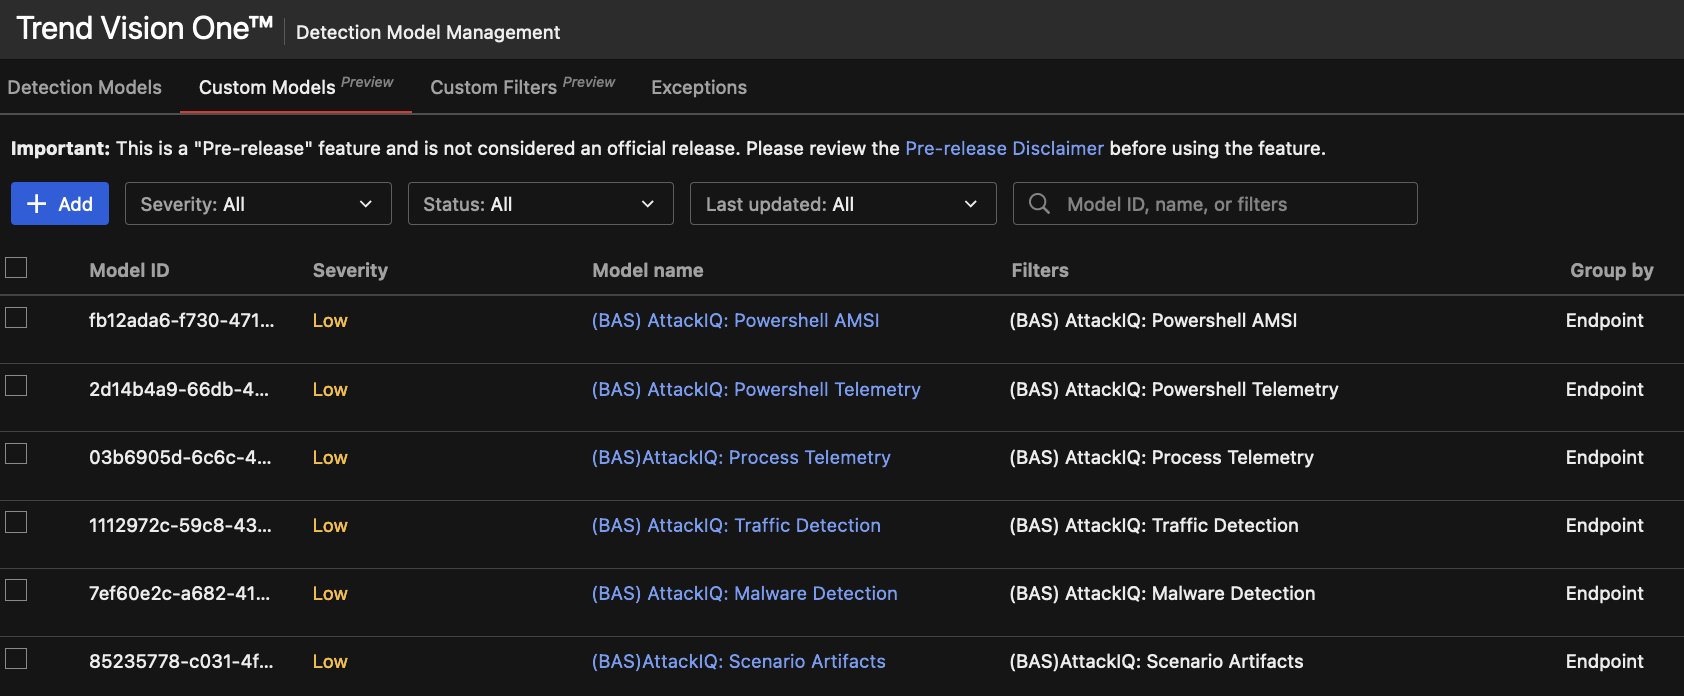 Trend Vision One™ Detection Model Management
Detection Models Custom Models Preview Custom Filters Preview Exceptions
Important: This is a "Pre-release" feature and is not considered an official release. Please review the Pre-release Disclaimer before using the feature.
+ Add Severity: All Status: All Last updated: All Model ID, name, or filters
Model ID Severity Model name Filters Group by
fb12ada6-f730-471... Low (BAS) AttackIQ: Powershell AMSI (BAS) AttackIQ: Powershell AMSI Endpoint
2d14b4a9-66db-4... Low (BAS) AttackIQ: Powershell Telemetry (BAS) AttackIQ: Powershell Telemetry Endpoint
03b6905d-6c6c-4... Low (BAS)AttackIQ: Process Telemetry (BAS) AttackIQ: Process Telemetry Endpoint
1112972c-59c8-43... Low (BAS) AttackIQ: Traffic Detection (BAS) AttackIQ: Traffic Detection Endpoint
7ef60e2c-a682-41... Low (BAS) AttackIQ: Malware Detection (BAS) AttackIQ: Malware Detection Endpoint
85235778-c031-4f... Low (BAS)AttackIQ: Scenario Artifacts (BAS)AttackIQ: Scenario Artifacts Endpoint